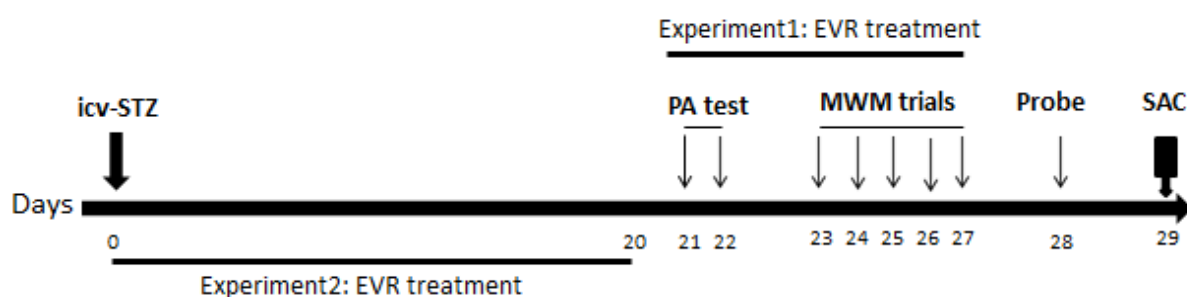 Experiment1: EVR treatment
icv-STZ PA test MWM trials Probe SAC
Days
0 20 21 22 23 24 25 26 27 28 29
Experiment2: EVR treatment